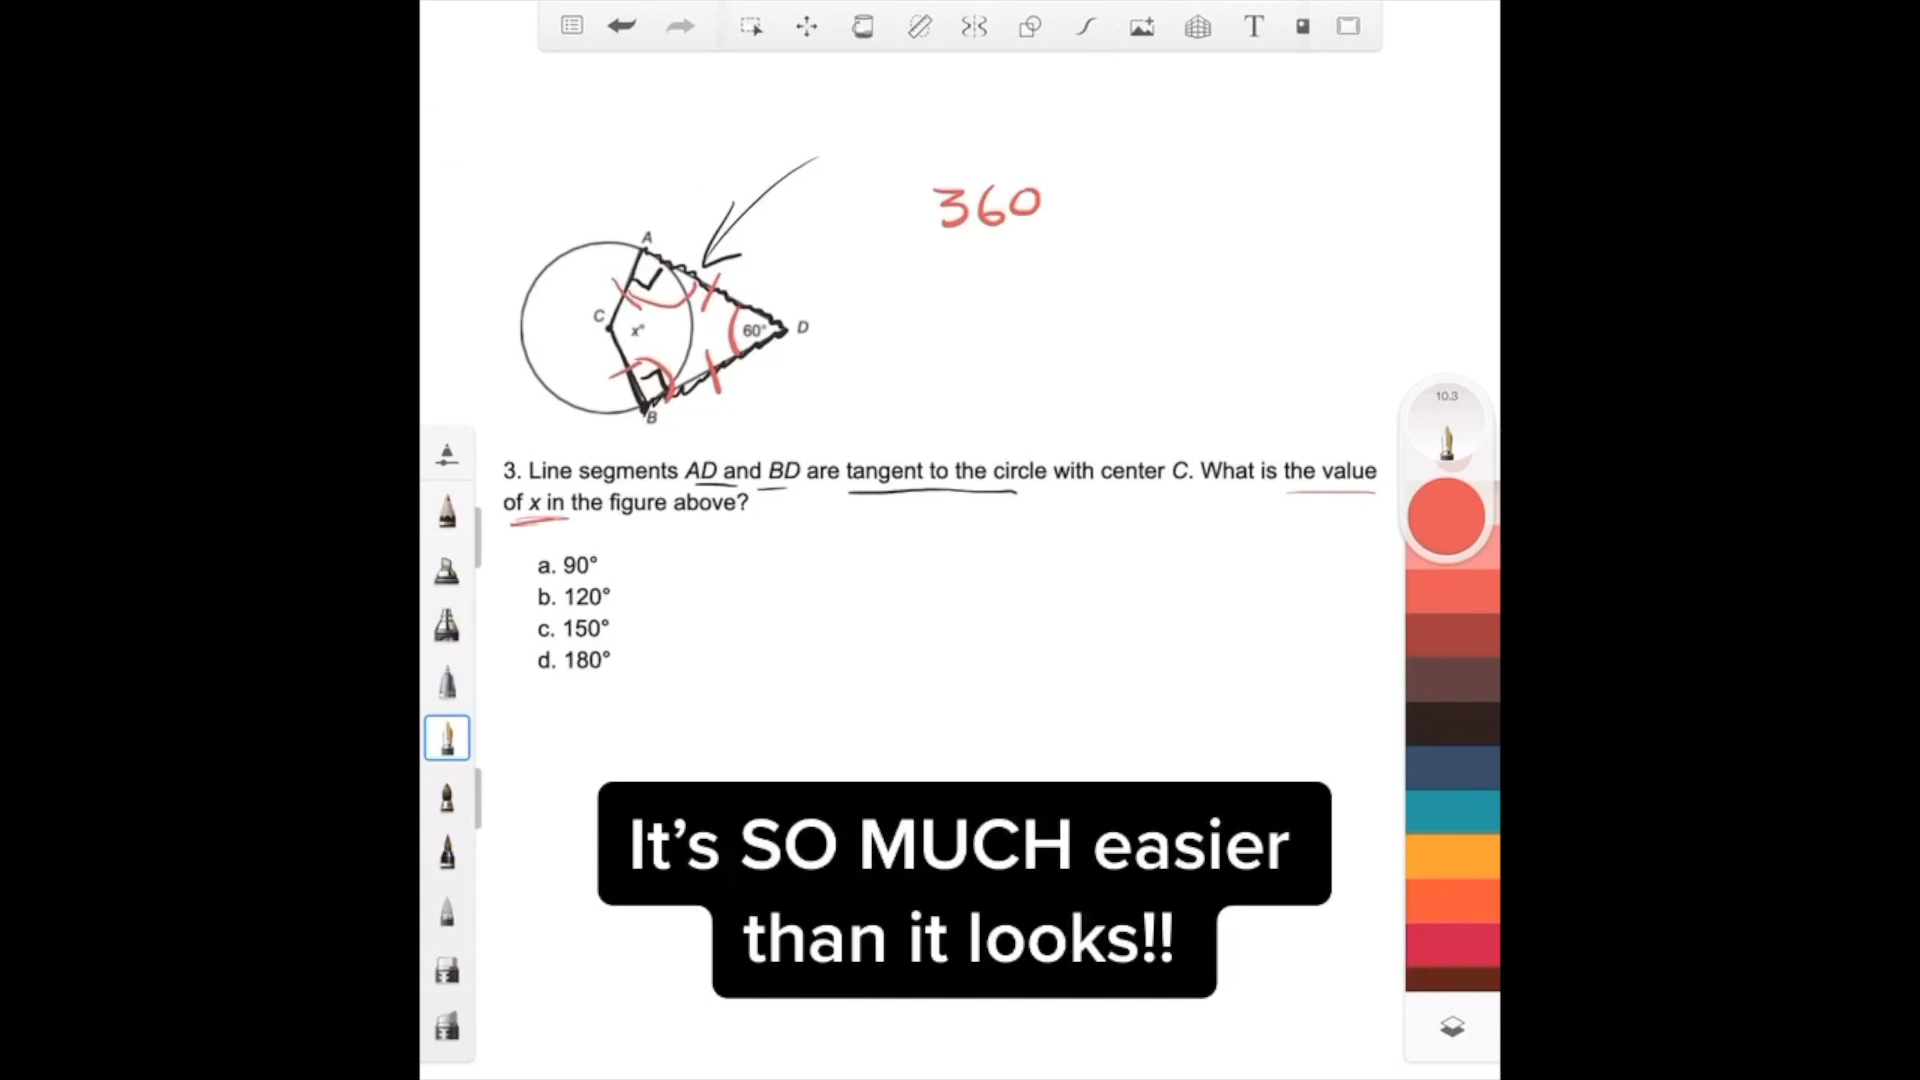 T
360
A
C
x°
60°
D
B
10.3
3. Line segments AD and BD are tangent to the circle with center C. What is the value
of x in the figure above?
a. 90°
b. 120°
c. 150°
d. 180°
It’s SO MUCH easier
than it looks!!